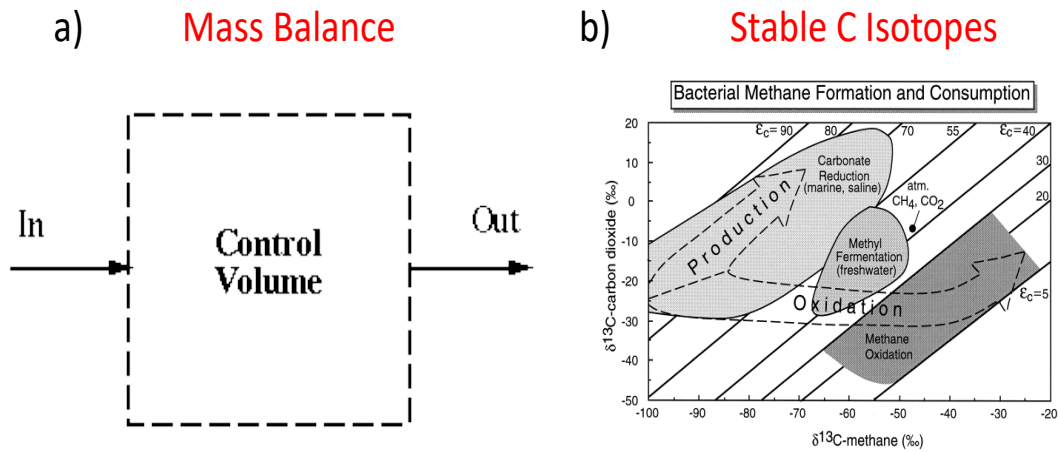 a) Mass Balance
In
Control
Volume
Out
b) Stable C Isotopes
Bacterial Methane Formation and Consumption
εc= 90 80 70 55 εc= 40
30
20
εc= 5
Carbonate
Reduction
(marine, saline)
atm.
CH4, CO2
Production
Methyl
Fermentation
(freshwater)
Oxidation
Methane
Oxidation
δ13C-carbon dioxide (‰)
20
10
0
-10
-20
-30
-40
-50
-100 -90 -80 -70 -60 -50 -40 -30 -20
δ13C-methane (‰)